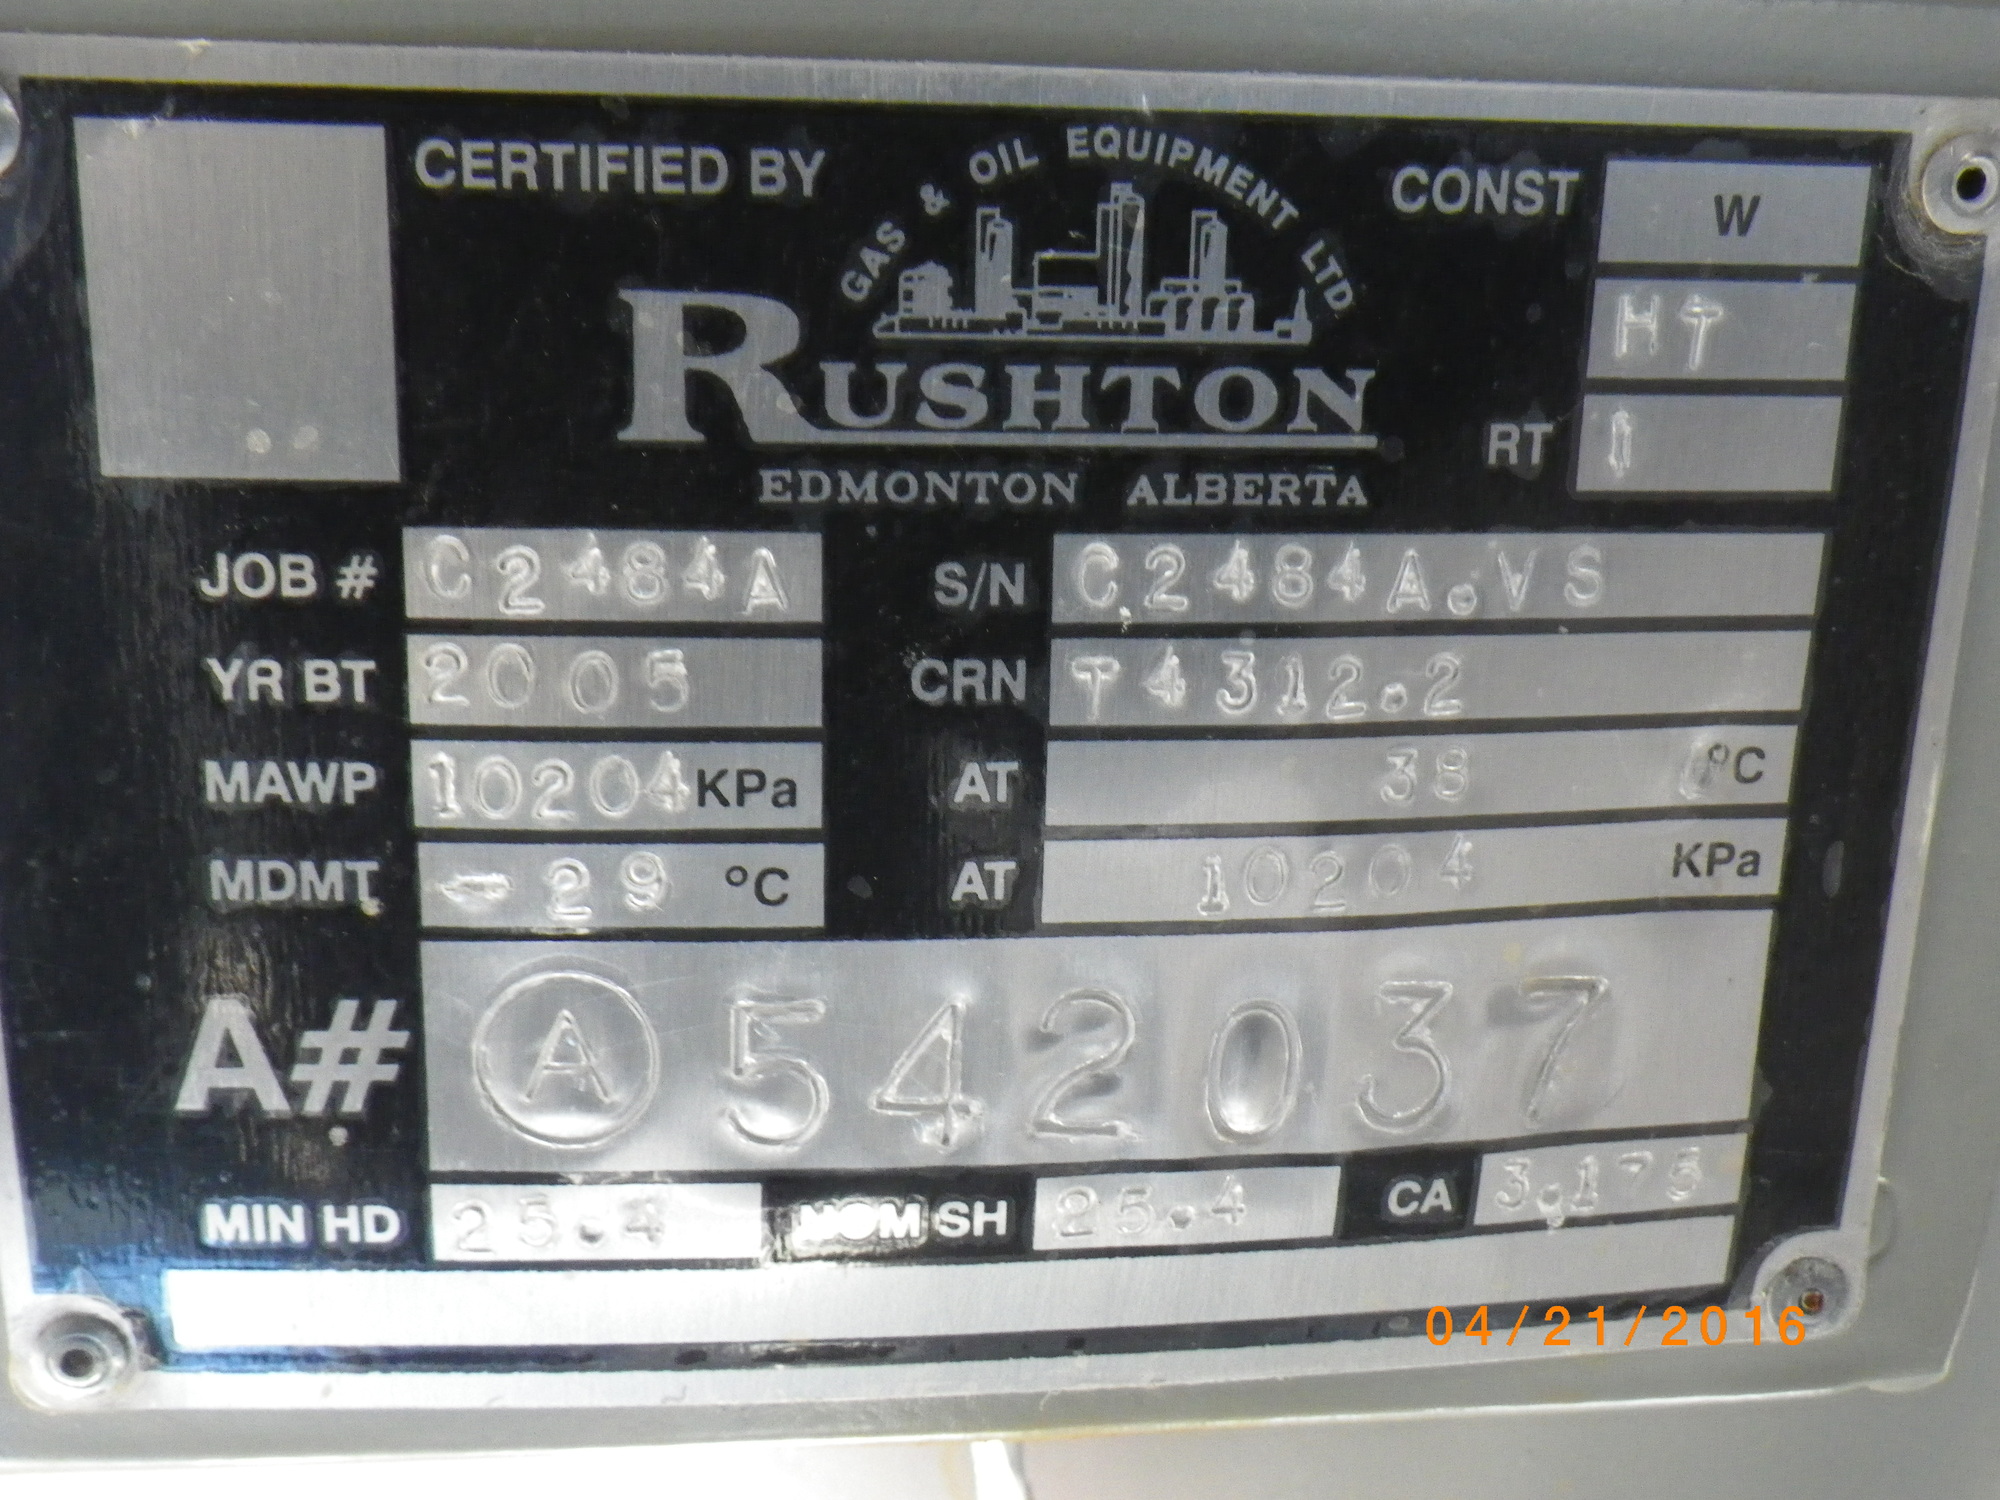 CERTIFIED BY
GAS & OIL EQUIPMENT LTD
RUSHTON
EDMONTON ALBERTA
CONST W
HT
RT 1
JOB # C2484A S/N C2484A.VS
YR BT 2005 CRN T4312.2
MAWP 10204 KPa AT 38 °C
MDMT -29 °C AT 10204 KPa
A# A 542037
MIN HD 25.4 NOM SH 25.4 CA 3.175
04/21/2016